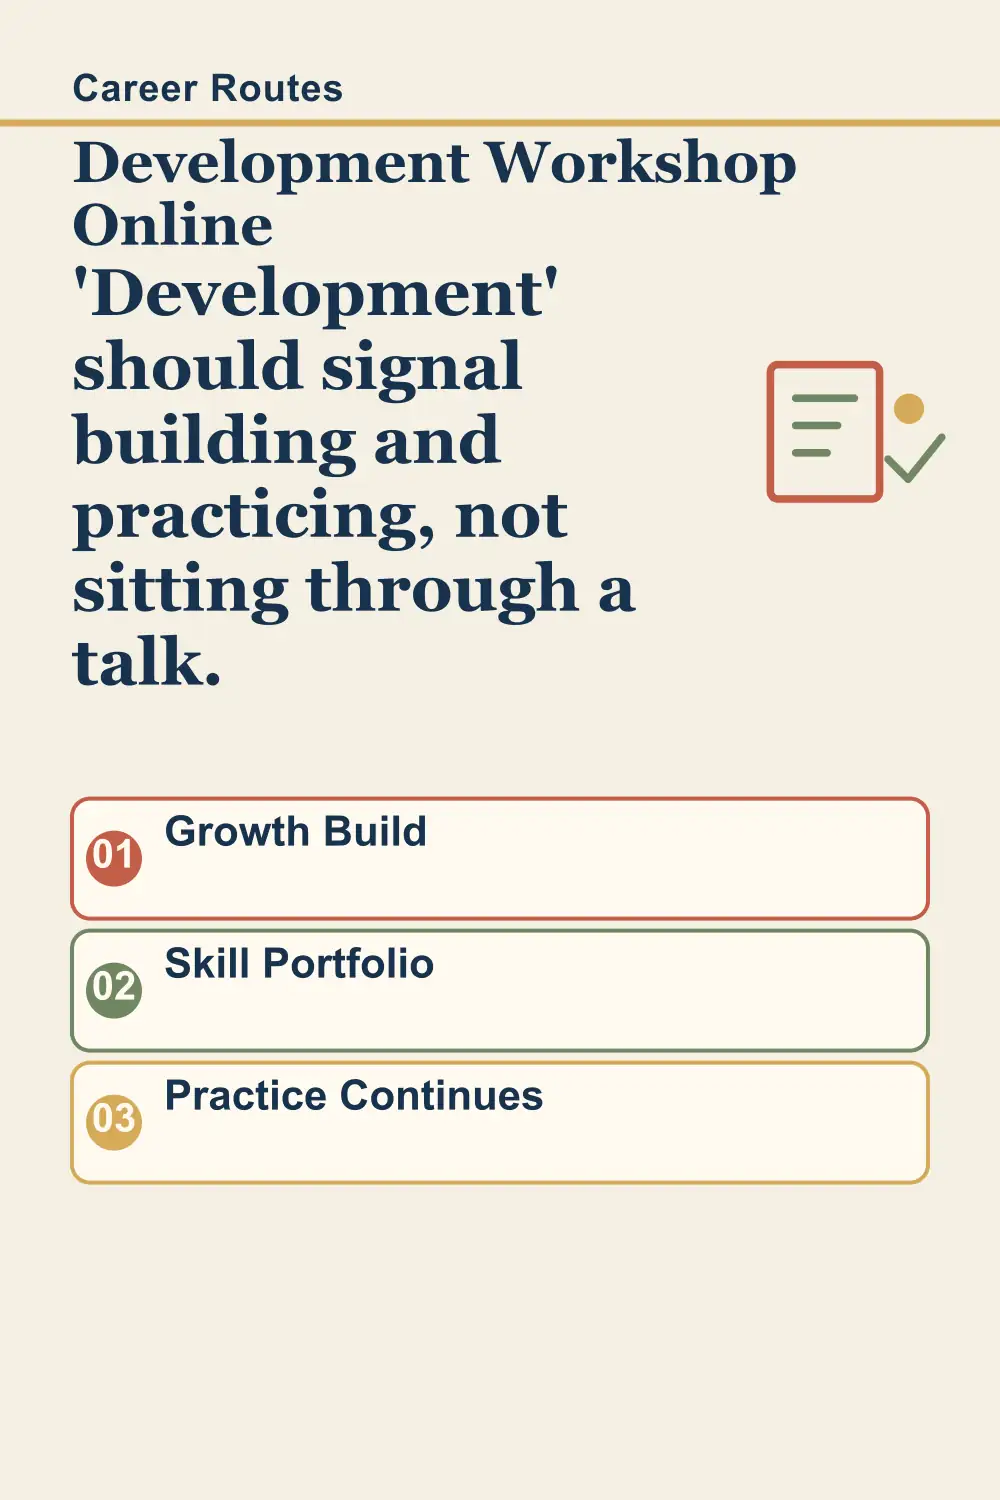 Career Routes
Development Workshop
Online
'Development'
should signal
building and
practicing, not
sitting through a
talk.
01
Growth Build
02
Skill Portfolio
03
Practice Continues